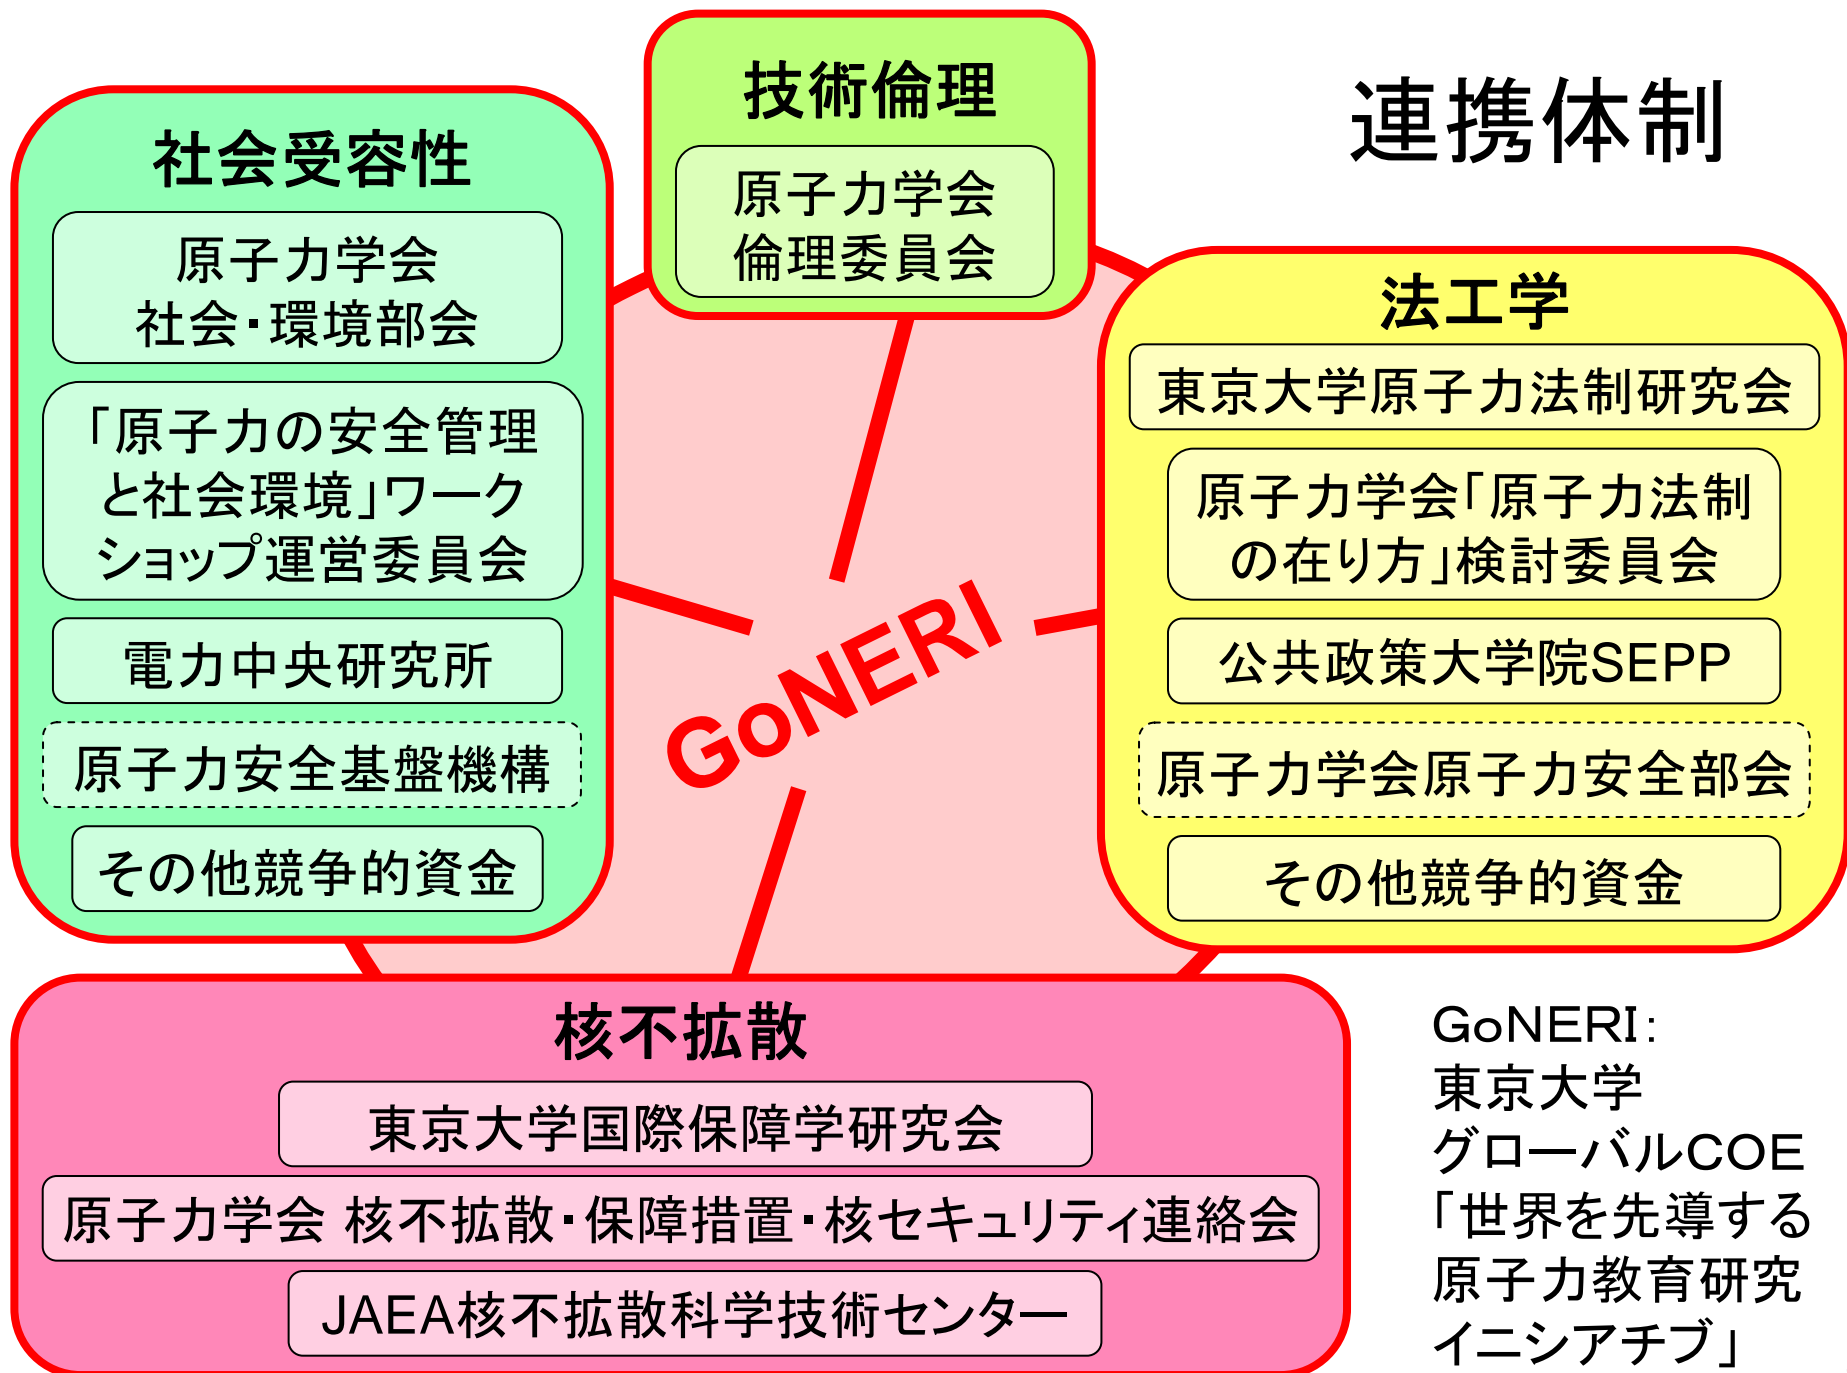 連携体制
技術倫理
原子力学会
倫理委員会
社会受容性
原子力学会
社会・環境部会
「原子力の安全管理
と社会環境」ワーク
ショップ運営委員会
電力中央研究所
原子力安全基盤機構
その他競争的資金
法工学
東京大学原子力法制研究会
原子力学会「原子力法制
の在り方」検討委員会
公共政策大学院SEPP
原子力学会原子力安全部会
その他競争的資金
GoNERI
核不拡散
東京大学国際保障学研究会
原子力学会 核不拡散・保障措置・核セキュリティ連絡会
JAEA核不拡散科学技術センター
GoNERI：
東京大学
グローバルCOE
「世界を先導する
原子力教育研究
イニシアチブ」